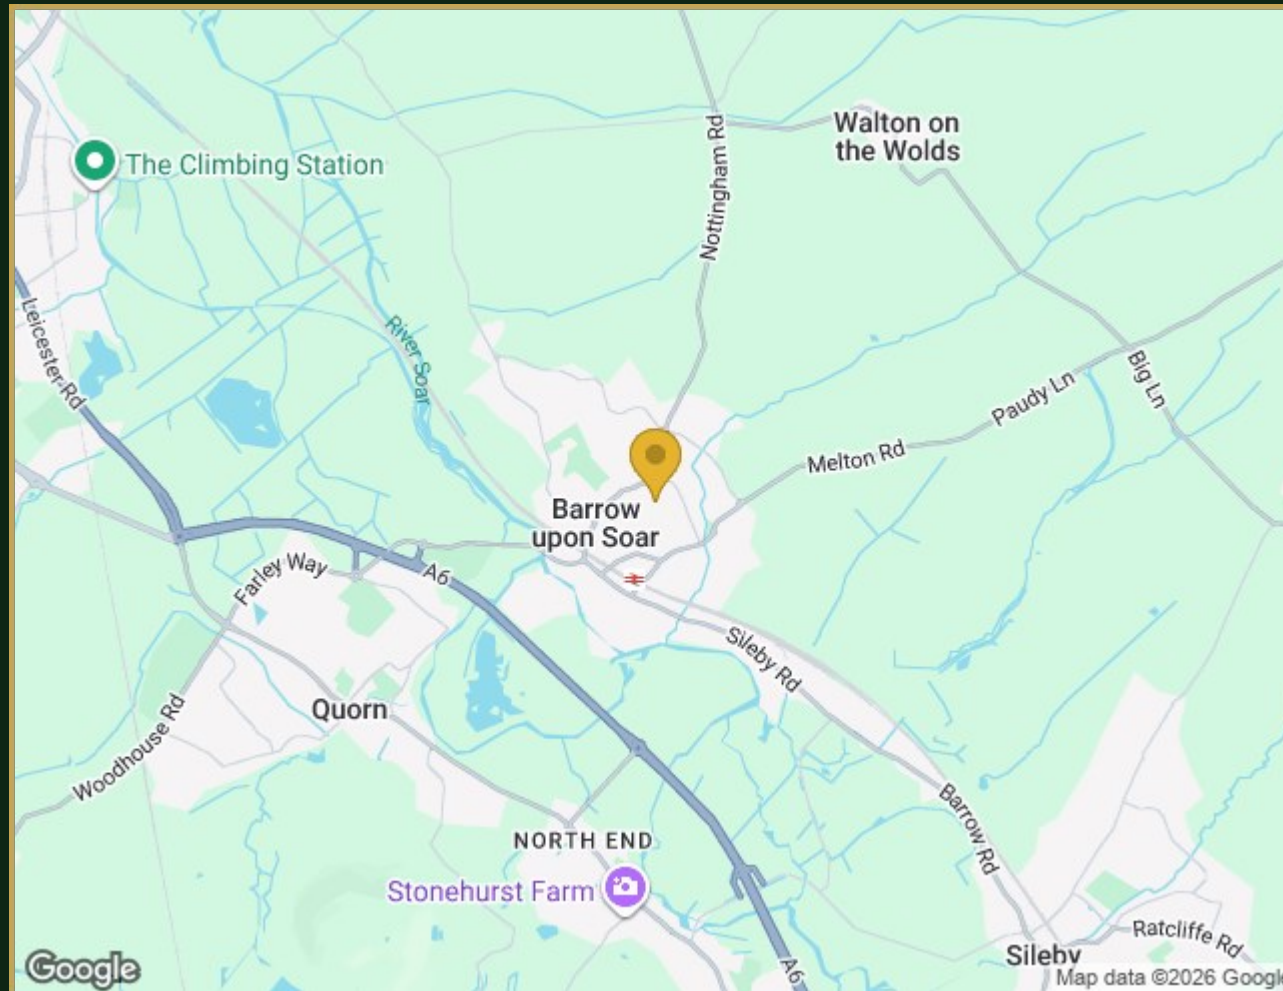 Walton on
the Wolds
The Climbing Station
Nottingham Rd
Leicester Rd
River Soar
Big Ln
Paudy Ln
Melton Rd
Barrow
upon Soar
Farley Way
A6
Sileby Rd
Quorn
Woodhouse Rd
Barrow Rd
NORTH END
Stonehurst Farm
Ratcliffe Rd
Sileby
A6
Google
Map data ©2026 Google